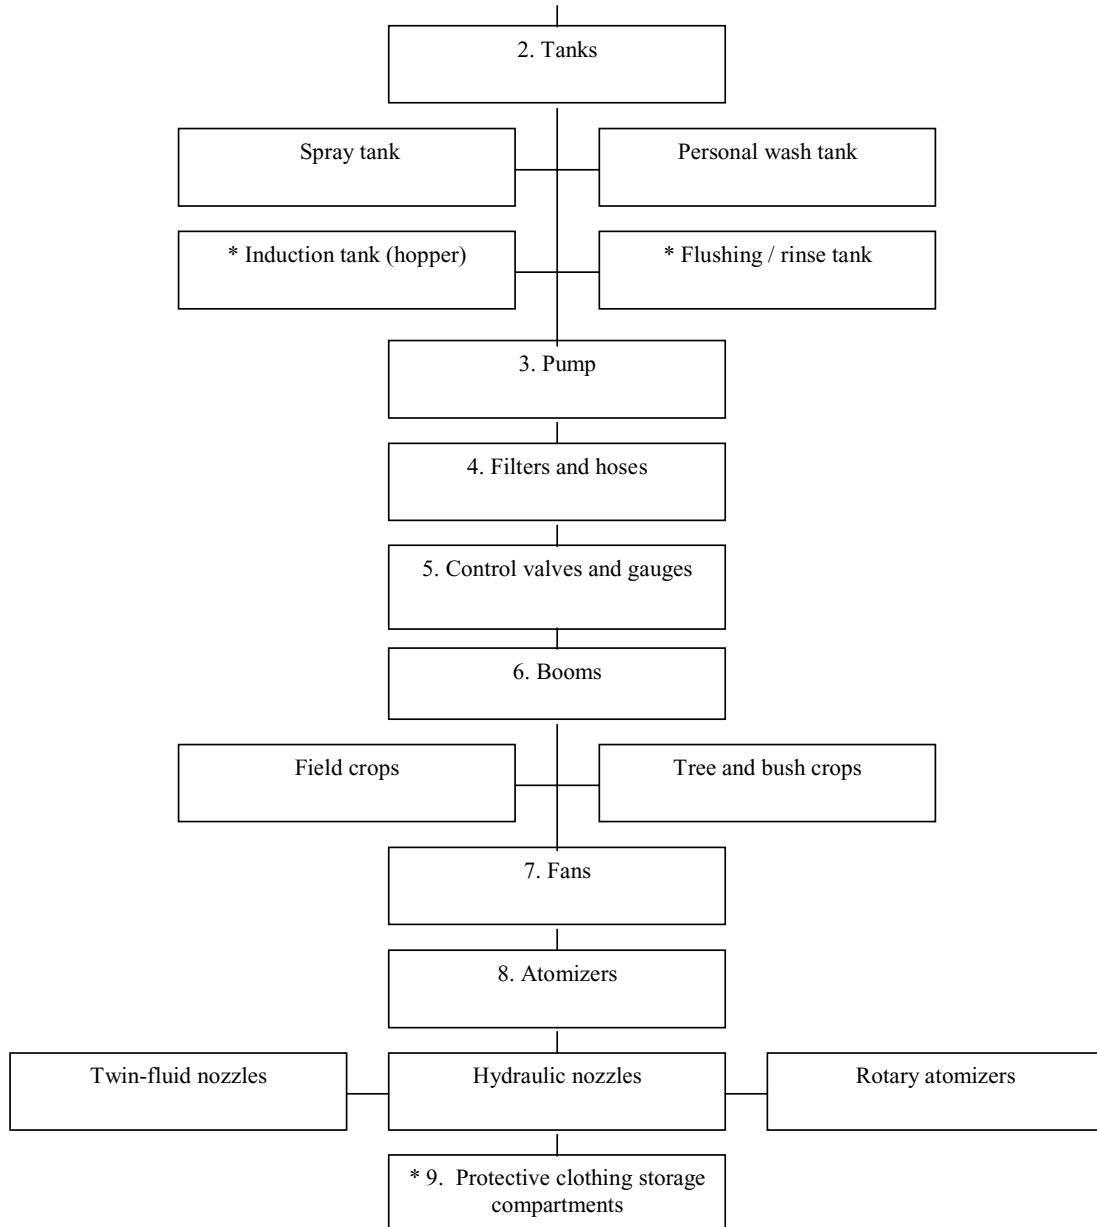 2. Tanks
Spray tank
Personal wash tank
* Induction tank (hopper)
* Flushing / rinse tank
3. Pump
4. Filters and hoses
5. Control valves and gauges
6. Booms
Field crops
Tree and bush crops
7. Fans
8. Atomizers
Twin-fluid nozzles
Hydraulic nozzles
Rotary atomizers
* 9.  Protective clothing storage
compartments